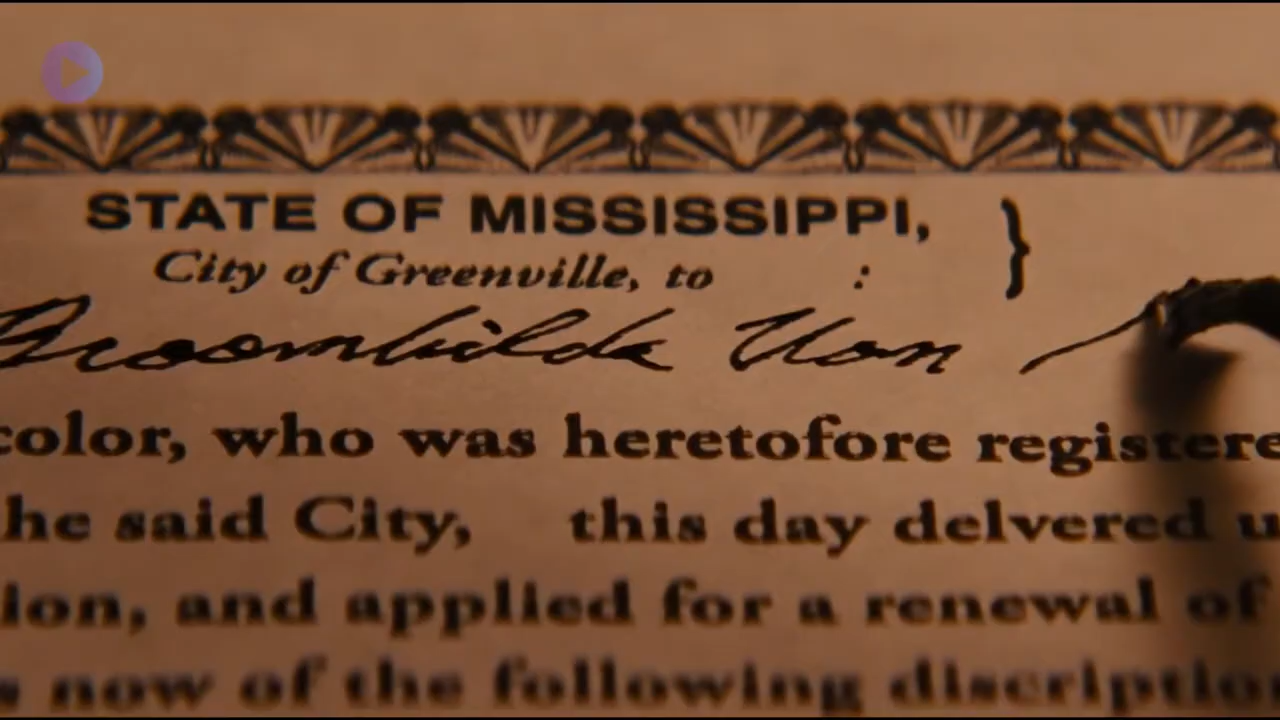 STATE OF MISSISSIPPI, }
City of Greenville, to :
Broomhilda Von
color, who was heretofore registere
he said City, this day delvered u
ion, and applied for a renewal of
now of the following discription